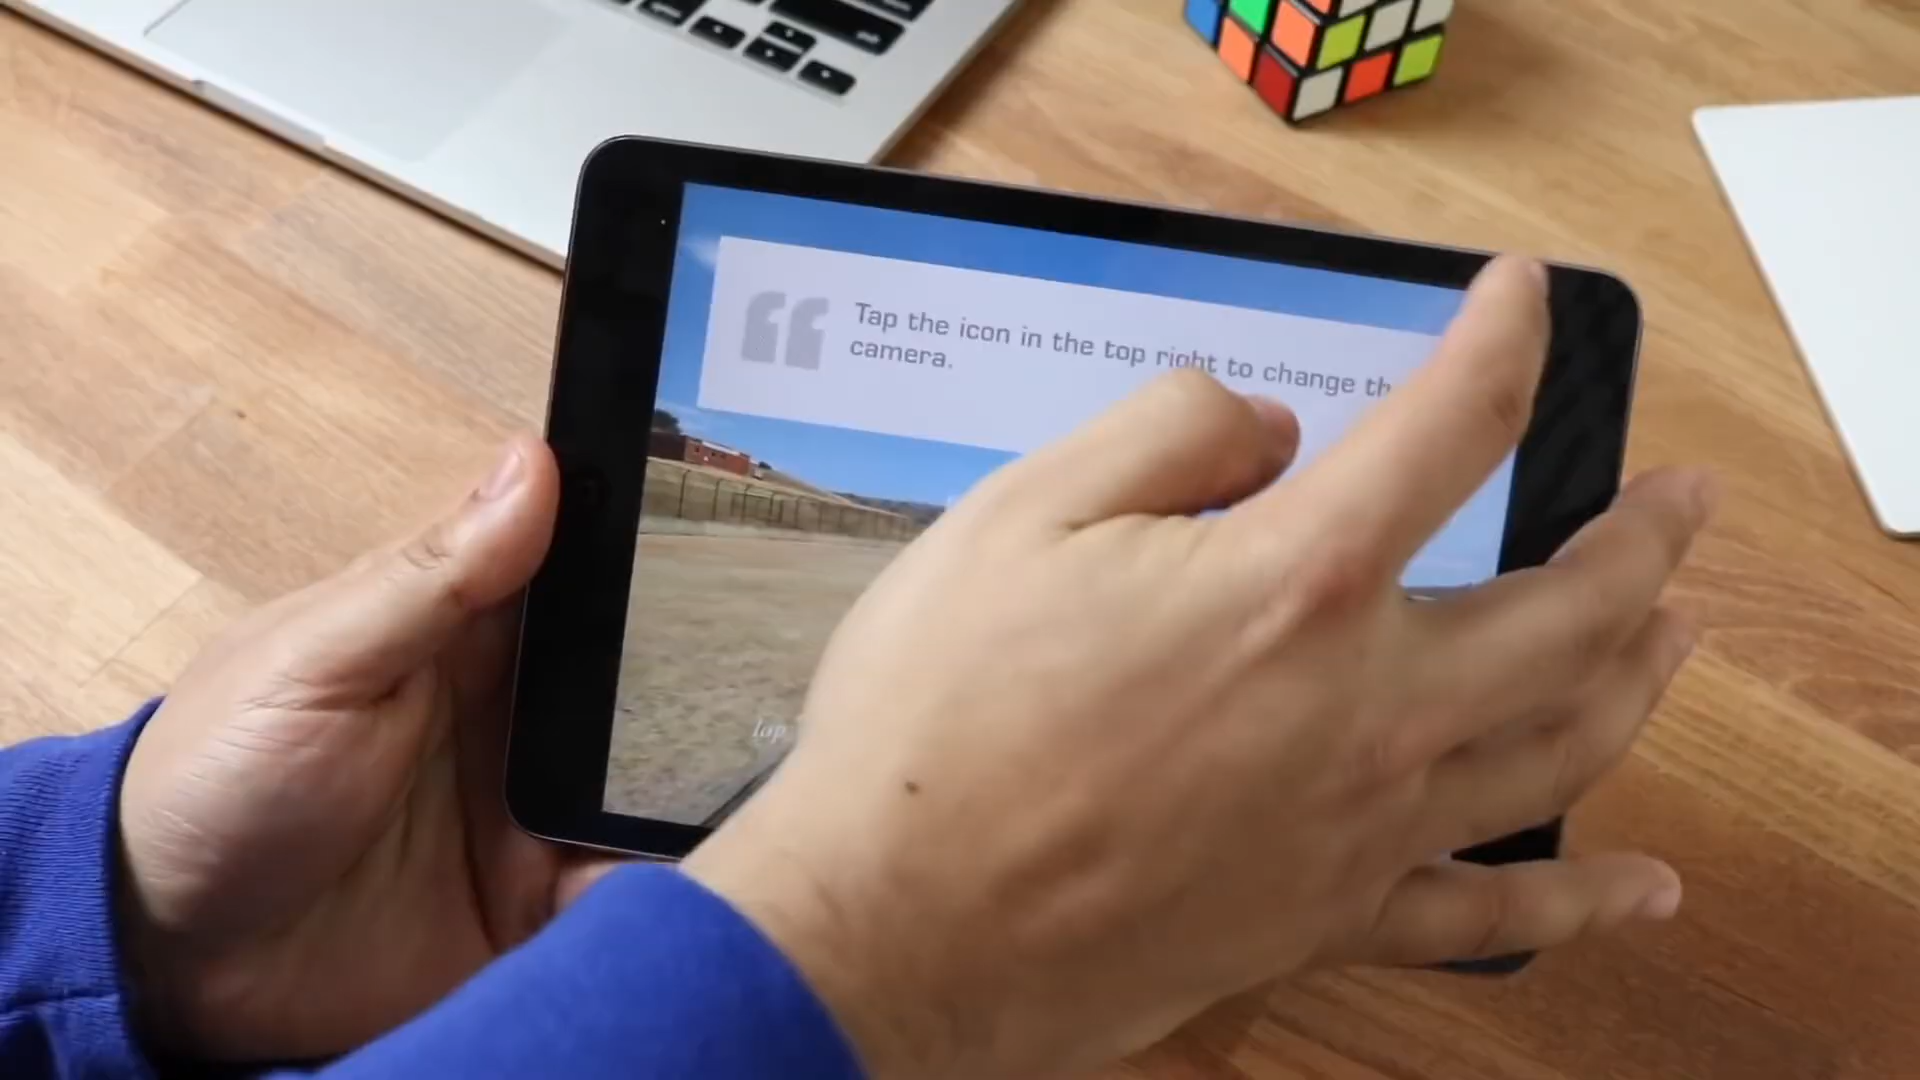 Tap the icon in the top right to change th
camera.